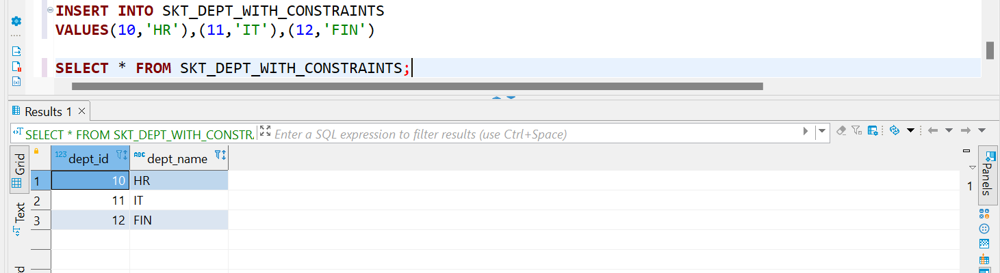 INSERT INTO SKT_DEPT_WITH_CONSTRAINTS
VALUES(10,'HR'),(11,'IT'),(12,'FIN')
SELECT * FROM SKT_DEPT_WITH_CONSTRAINTS;
Results 1
SELECT * FROM SKT_DEPT_WITH_CONSTR
Enter a SQL expression to filter results (use Ctrl+Space)
Grid
Text
123 dept_id
ABC dept_name
1 10 HR
2 11 IT
3 12 FIN
Panels
1